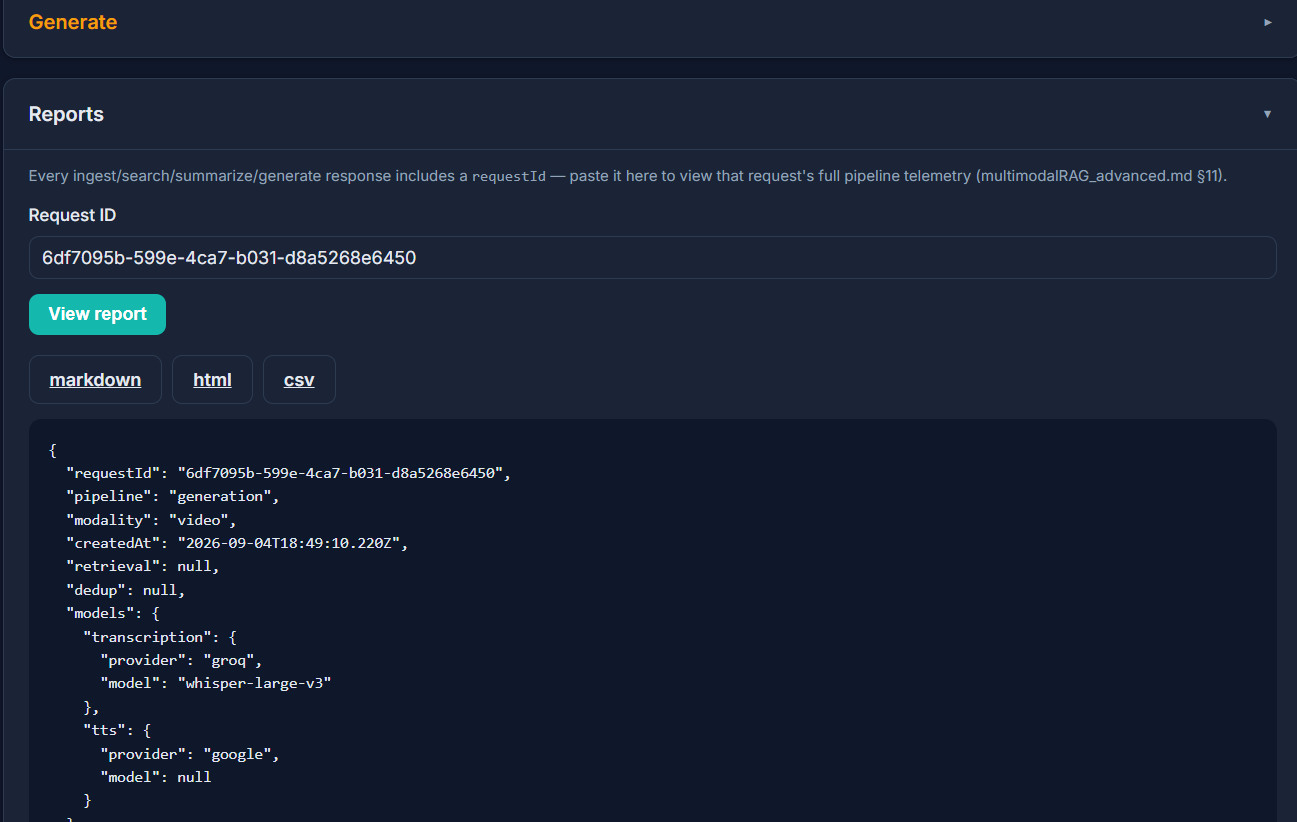 Generate
Reports
Every ingest/search/summarize/generate response includes a requestId — paste it here to view that request's full pipeline telemetry (multimodalRAG_advanced.md §11).
Request ID
6df7095b-599e-4ca7-b031-d8a5268e6450
View report
markdown html csv
{
  "requestId": "6df7095b-599e-4ca7-b031-d8a5268e6450",
  "pipeline": "generation",
  "modality": "video",
  "createdAt": "2026-09-04T18:49:10.220Z",
  "retrieval": null,
  "dedup": null,
  "models": {
    "transcription": {
      "provider": "groq",
      "model": "whisper-large-v3"
    },
    "tts": {
      "provider": "google",
      "model": null
    }
  }